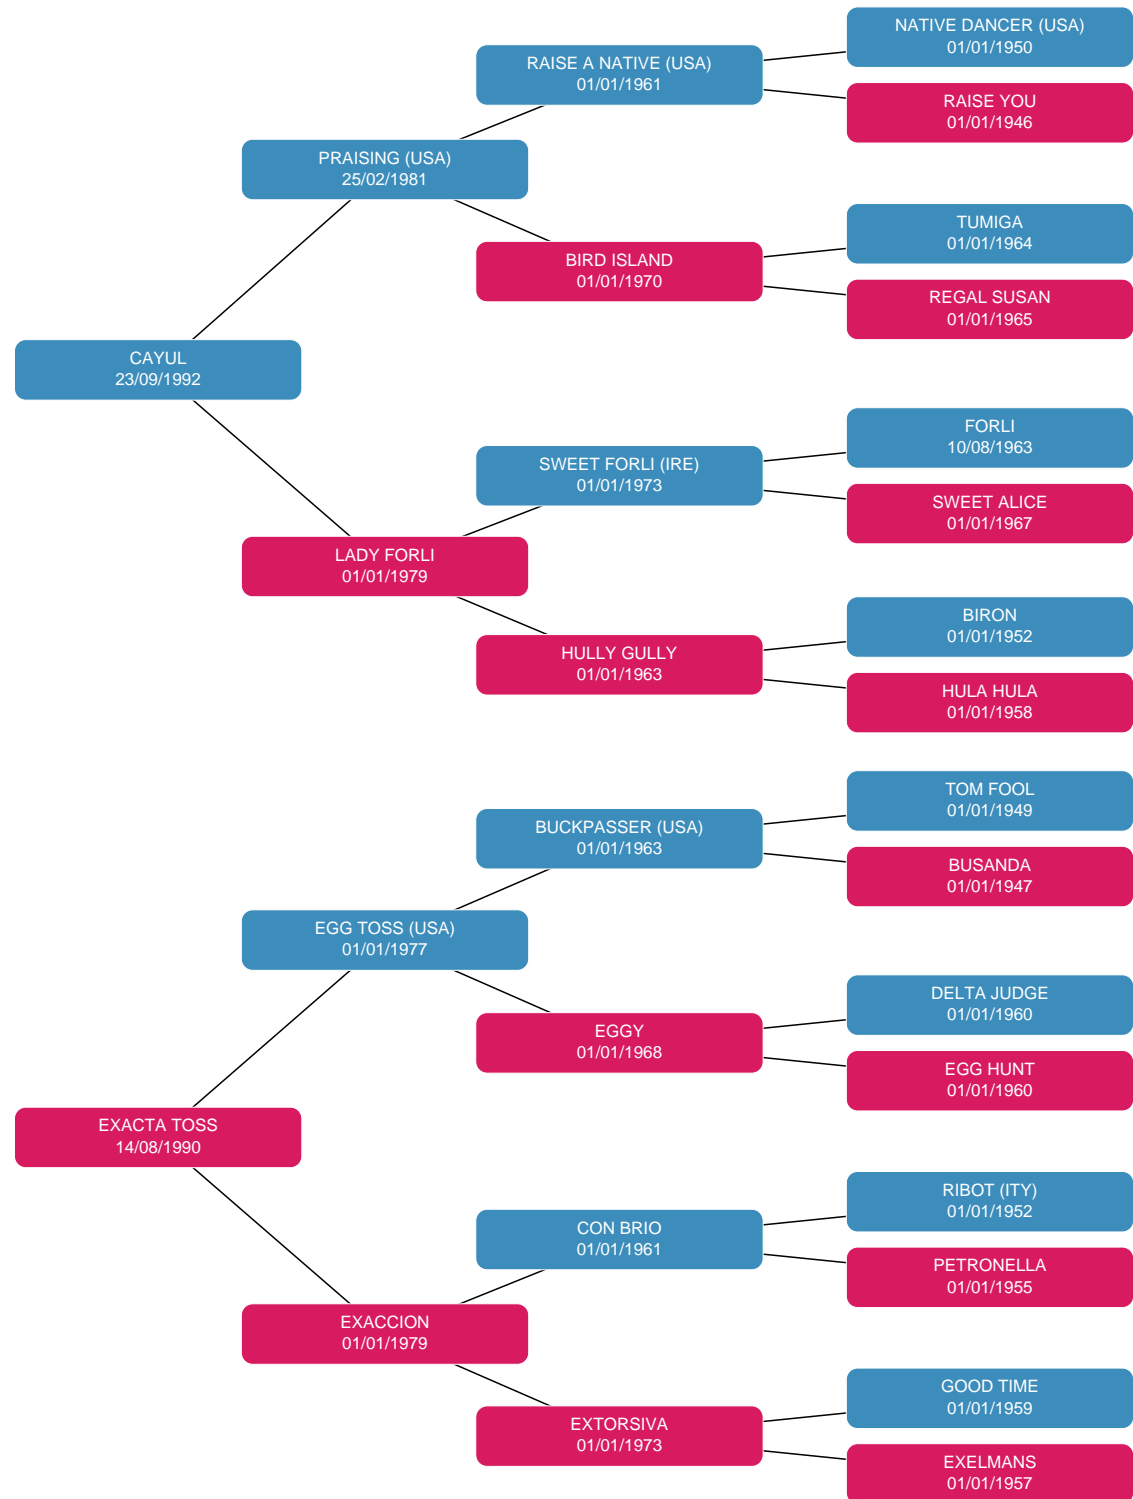 NATIVE DANCER (USA)
01/01/1950
RAISE A NATIVE (USA)
01/01/1961
RAISE YOU
01/01/1946
PRAISING (USA)
25/02/1981
TUMIGA
01/01/1964
BIRD ISLAND
01/01/1970
REGAL SUSAN
01/01/1965
CAYUL
23/09/1992
FORLI
10/08/1963
SWEET FORLI (IRE)
01/01/1973
SWEET ALICE
01/01/1967
LADY FORLI
01/01/1979
BIRON
01/01/1952
HULLY GULLY
01/01/1963
HULA HULA
01/01/1958
TOM FOOL
01/01/1949
BUCKPASSER (USA)
01/01/1963
BUSANDA
01/01/1947
EGG TOSS (USA)
01/01/1977
DELTA JUDGE
01/01/1960
EGGY
01/01/1968
EGG HUNT
01/01/1960
EXACTA TOSS
14/08/1990
RIBOT (ITY)
01/01/1952
CON BRIO
01/01/1961
PETRONELLA
01/01/1955
EXACCION
01/01/1979
GOOD TIME
01/01/1959
EXTORSIVA
01/01/1973
EXELMANS
01/01/1957